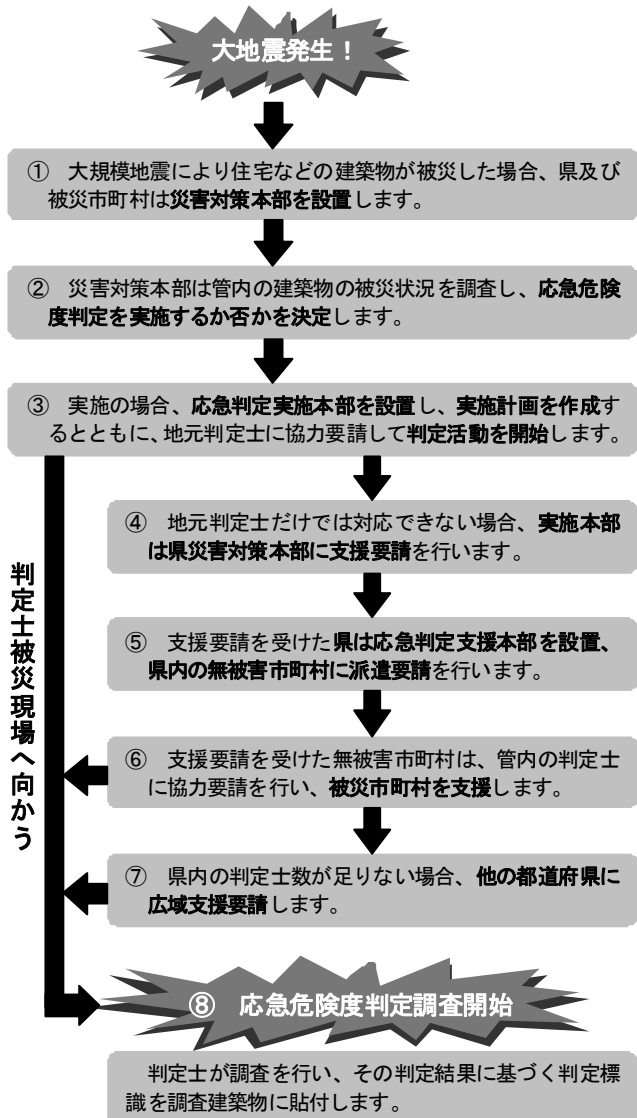 大地震発生！
① 大規模地震により住宅などの建築物が被災した場合、県及び
被災市町村は災害対策本部を設置します。
② 災害対策本部は管内の建築物の被災状況を調査し、応急危険
度判定を実施するか否かを決定します。
③ 実施の場合、応急判定実施本部を設置し、実施計画を作成す
るとともに、地元判定士に協力要請して判定活動を開始します。
④ 地元判定士だけでは対応できない場合、実施本部
は県災害対策本部に支援要請を行います。
⑤ 支援要請を受けた県は応急判定支援本部を設置、
県内の無被害市町村に派遣要請を行います。
判定士被災現場へ向かう
⑥ 支援要請を受けた無被害市町村は、管内の判定士
に協力要請を行い、被災市町村を支援します。
⑦ 県内の判定士数が足りない場合、他の都道府県に
広域支援要請します。
⑧ 応急危険度判定調査開始
判定士が調査を行い、その判定結果に基づく判定標
識を調査建築物に貼付します。